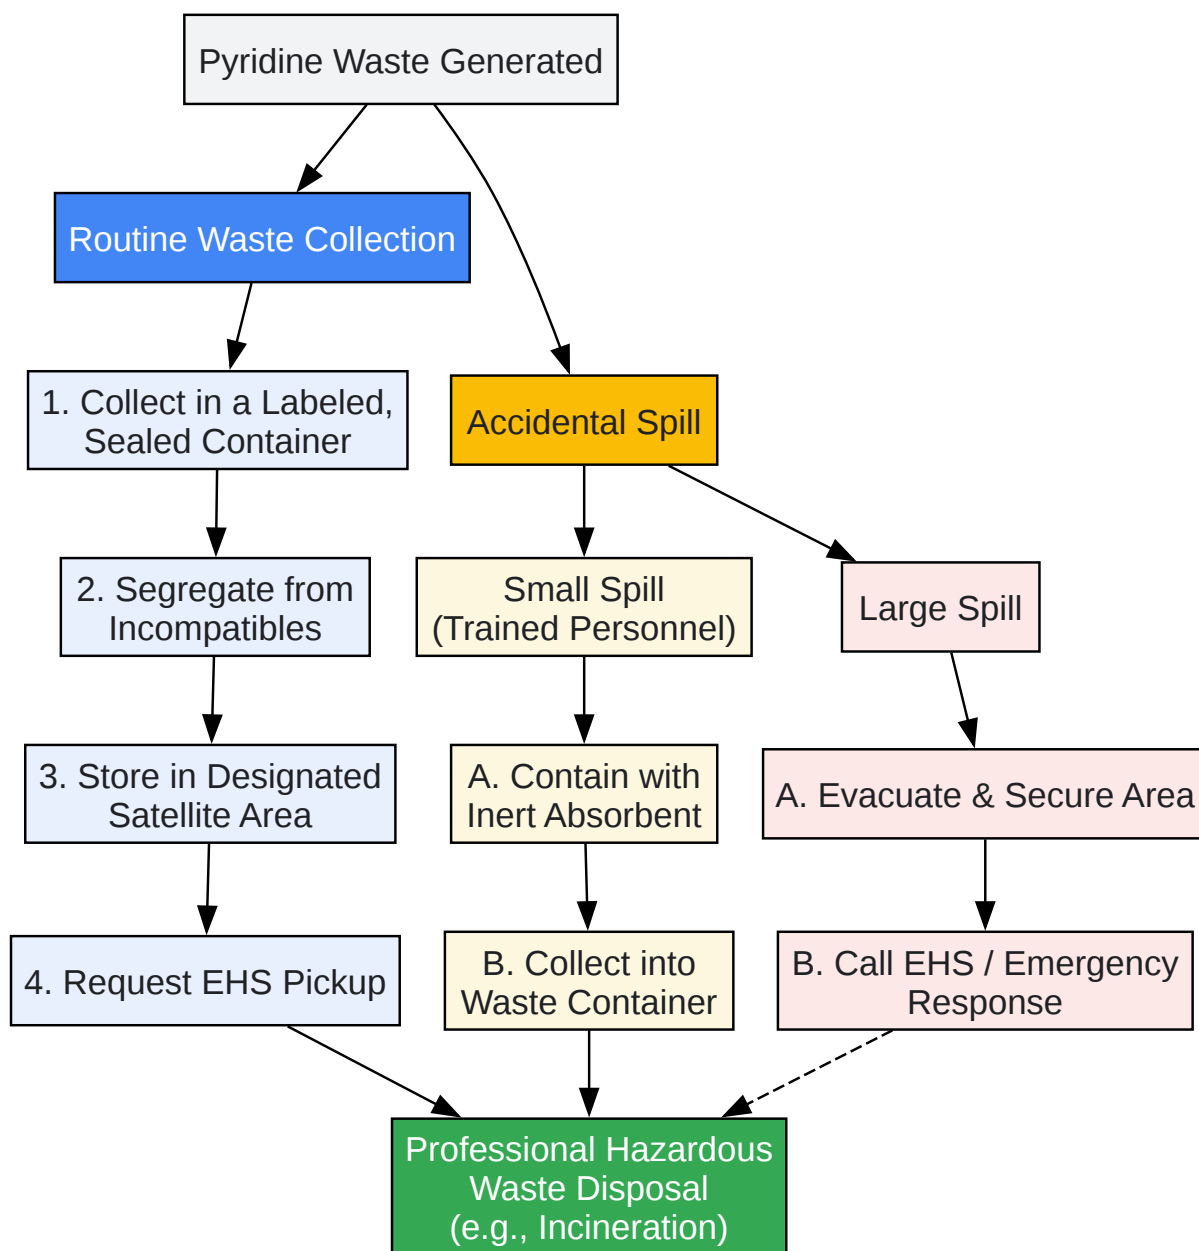 Pyridine Waste Generated
Routine Waste Collection
1. Collect in a Labeled,
Sealed Container
2. Segregate from
Incompatibles
3. Store in Designated
Satellite Area
4. Request EHS Pickup
Accidental Spill
Small Spill
(Trained Personnel)
A. Contain with
Inert Absorbent
B. Collect into
Waste Container
Large Spill
A. Evacuate & Secure Area
B. Call EHS / Emergency
Response
Professional Hazardous
Waste Disposal
(e.g., Incineration)